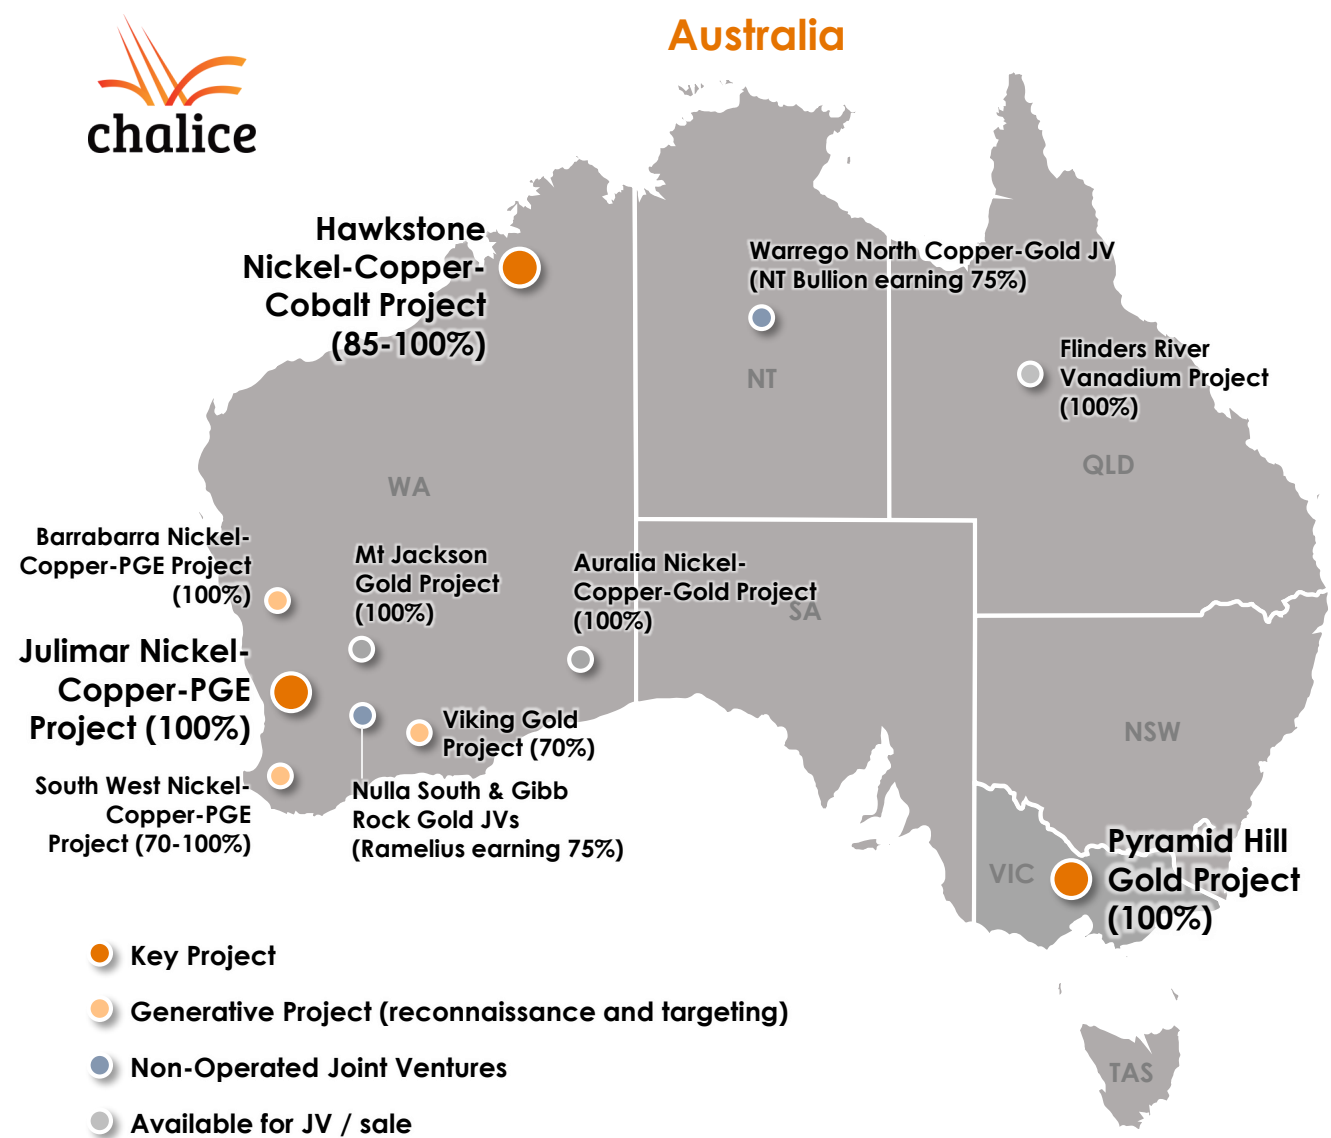 Australia
chalice
Hawkstone
Nickel-Copper-
Cobalt Project
(85-100%)
Warrego North Copper-Gold JV
(NT Bullion earning 75%)
Flinders River
Vanadium Project
(100%)
NT
QLD
WA
Barrabarra Nickel-
Copper-PGE Project
(100%)
Mt Jackson
Gold Project
(100%)
Auralia Nickel-
Copper-Gold Project
(100%)
SA
Julimar Nickel-
Copper-PGE
Project (100%)
Viking Gold
Project (70%)
NSW
South West Nickel-
Copper-PGE
Project (70-100%)
Nulla South & Gibb
Rock Gold JVs
(Ramelius earning 75%)
VIC
Pyramid Hill
Gold Project
(100%)
Key Project
Generative Project (reconnaissance and targeting)
Non-Operated Joint Ventures
Available for JV / sale
TAS